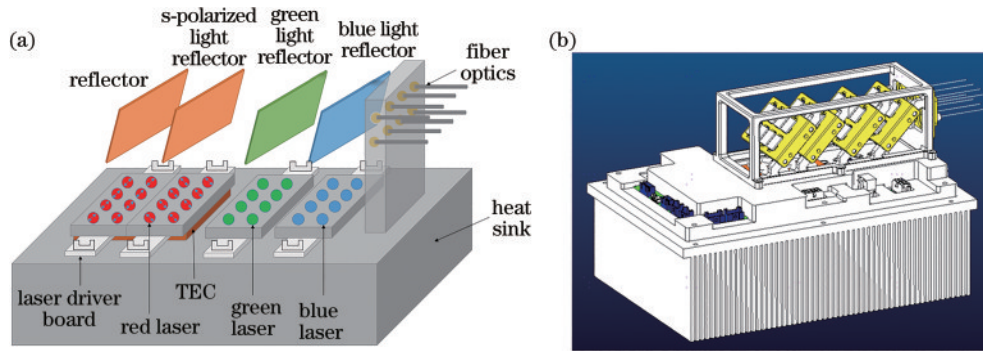 (a)
s-polarized
light
reflector
green
light
reflector
blue light
reflector
reflector
fiber
optics
heat
sink
laser driver
board
red laser
TEC
green
laser
blue
laser
(b)